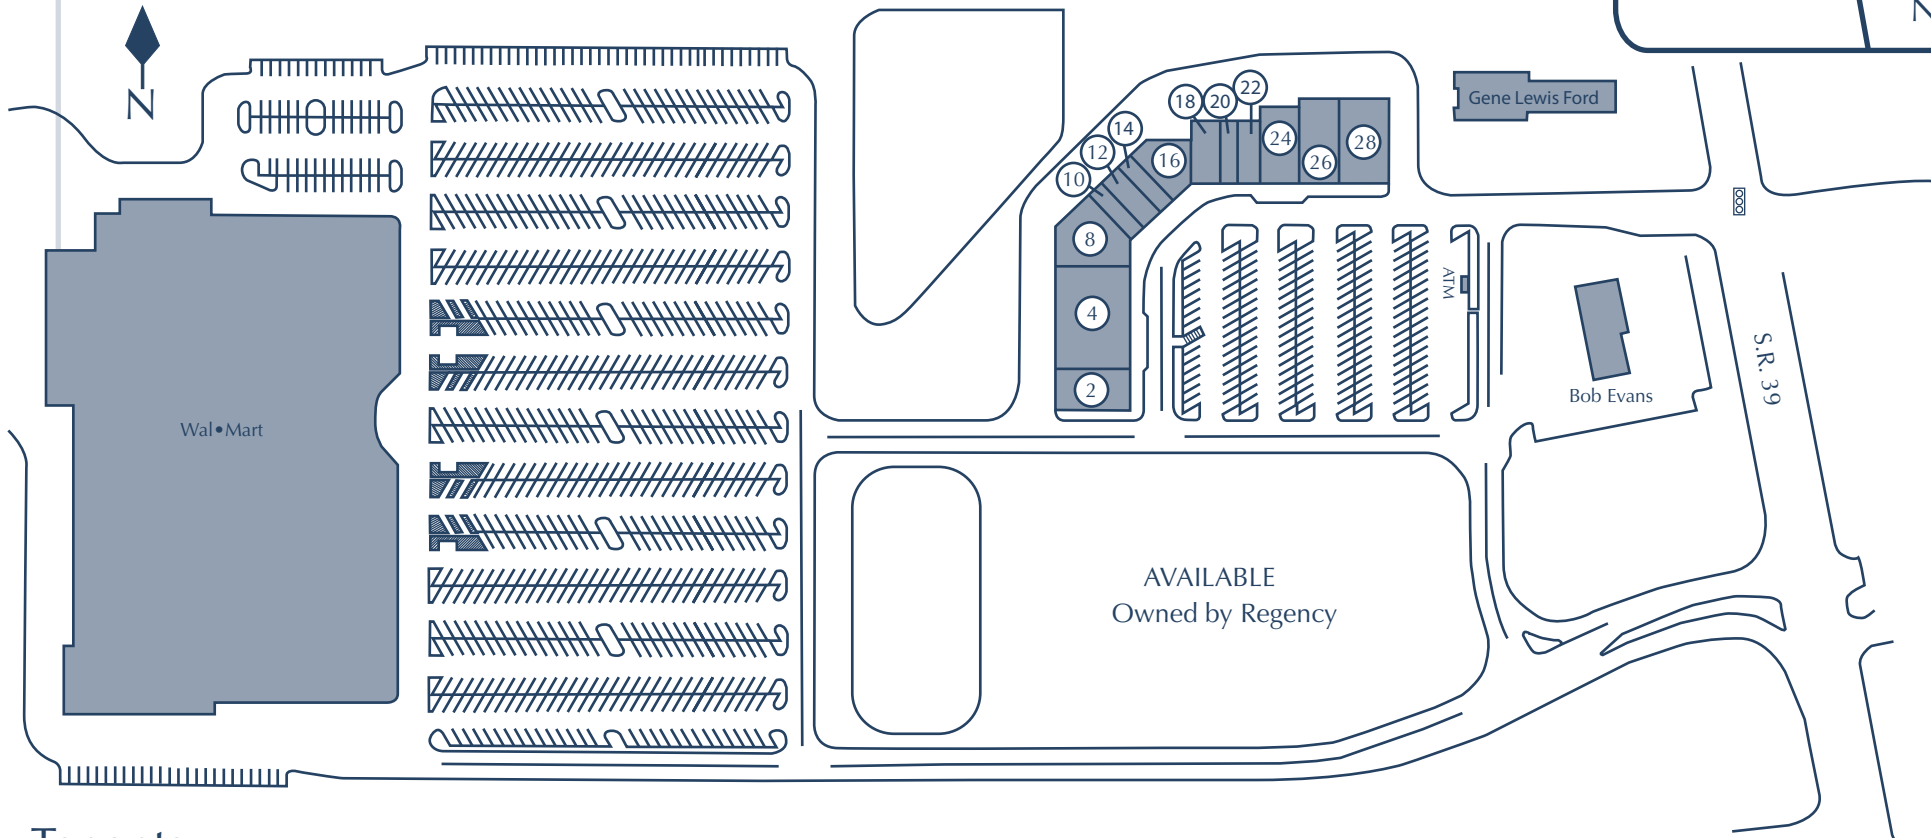 N
22
18
20
Gene Lewis Ford
14
24
28
12
16
26
10
8
ATM
4
S.R. 39
2
Bob Evans
Wal•Mart
AVAILABLE
Owned by Regency